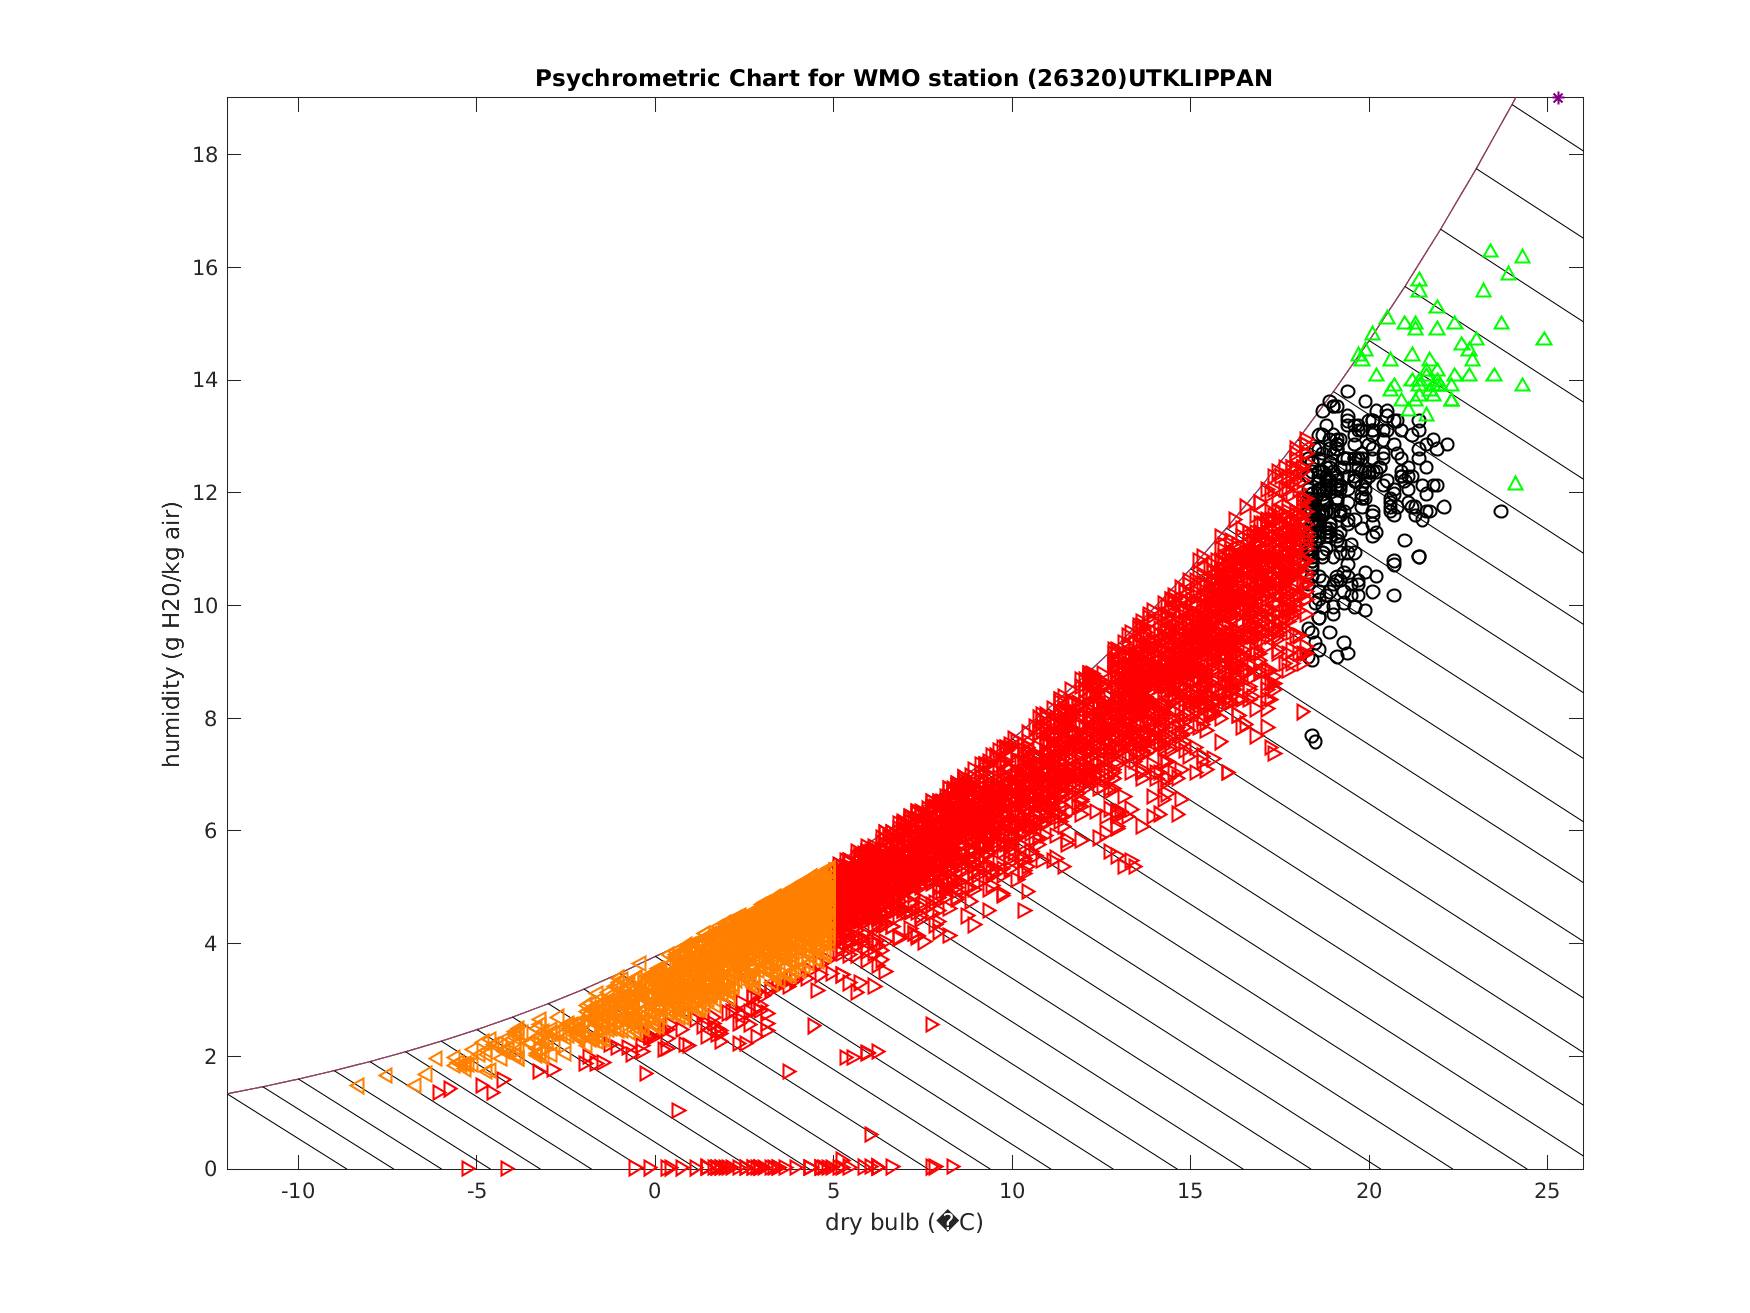 Psychrometric Chart for WMO station (26320)UTKLIPPAN
humidity (g H20/kg air)
18
16
14
12
10
8
6
4
2
0
-10 -5 0 5 10 15 20 25
dry bulb (�C)